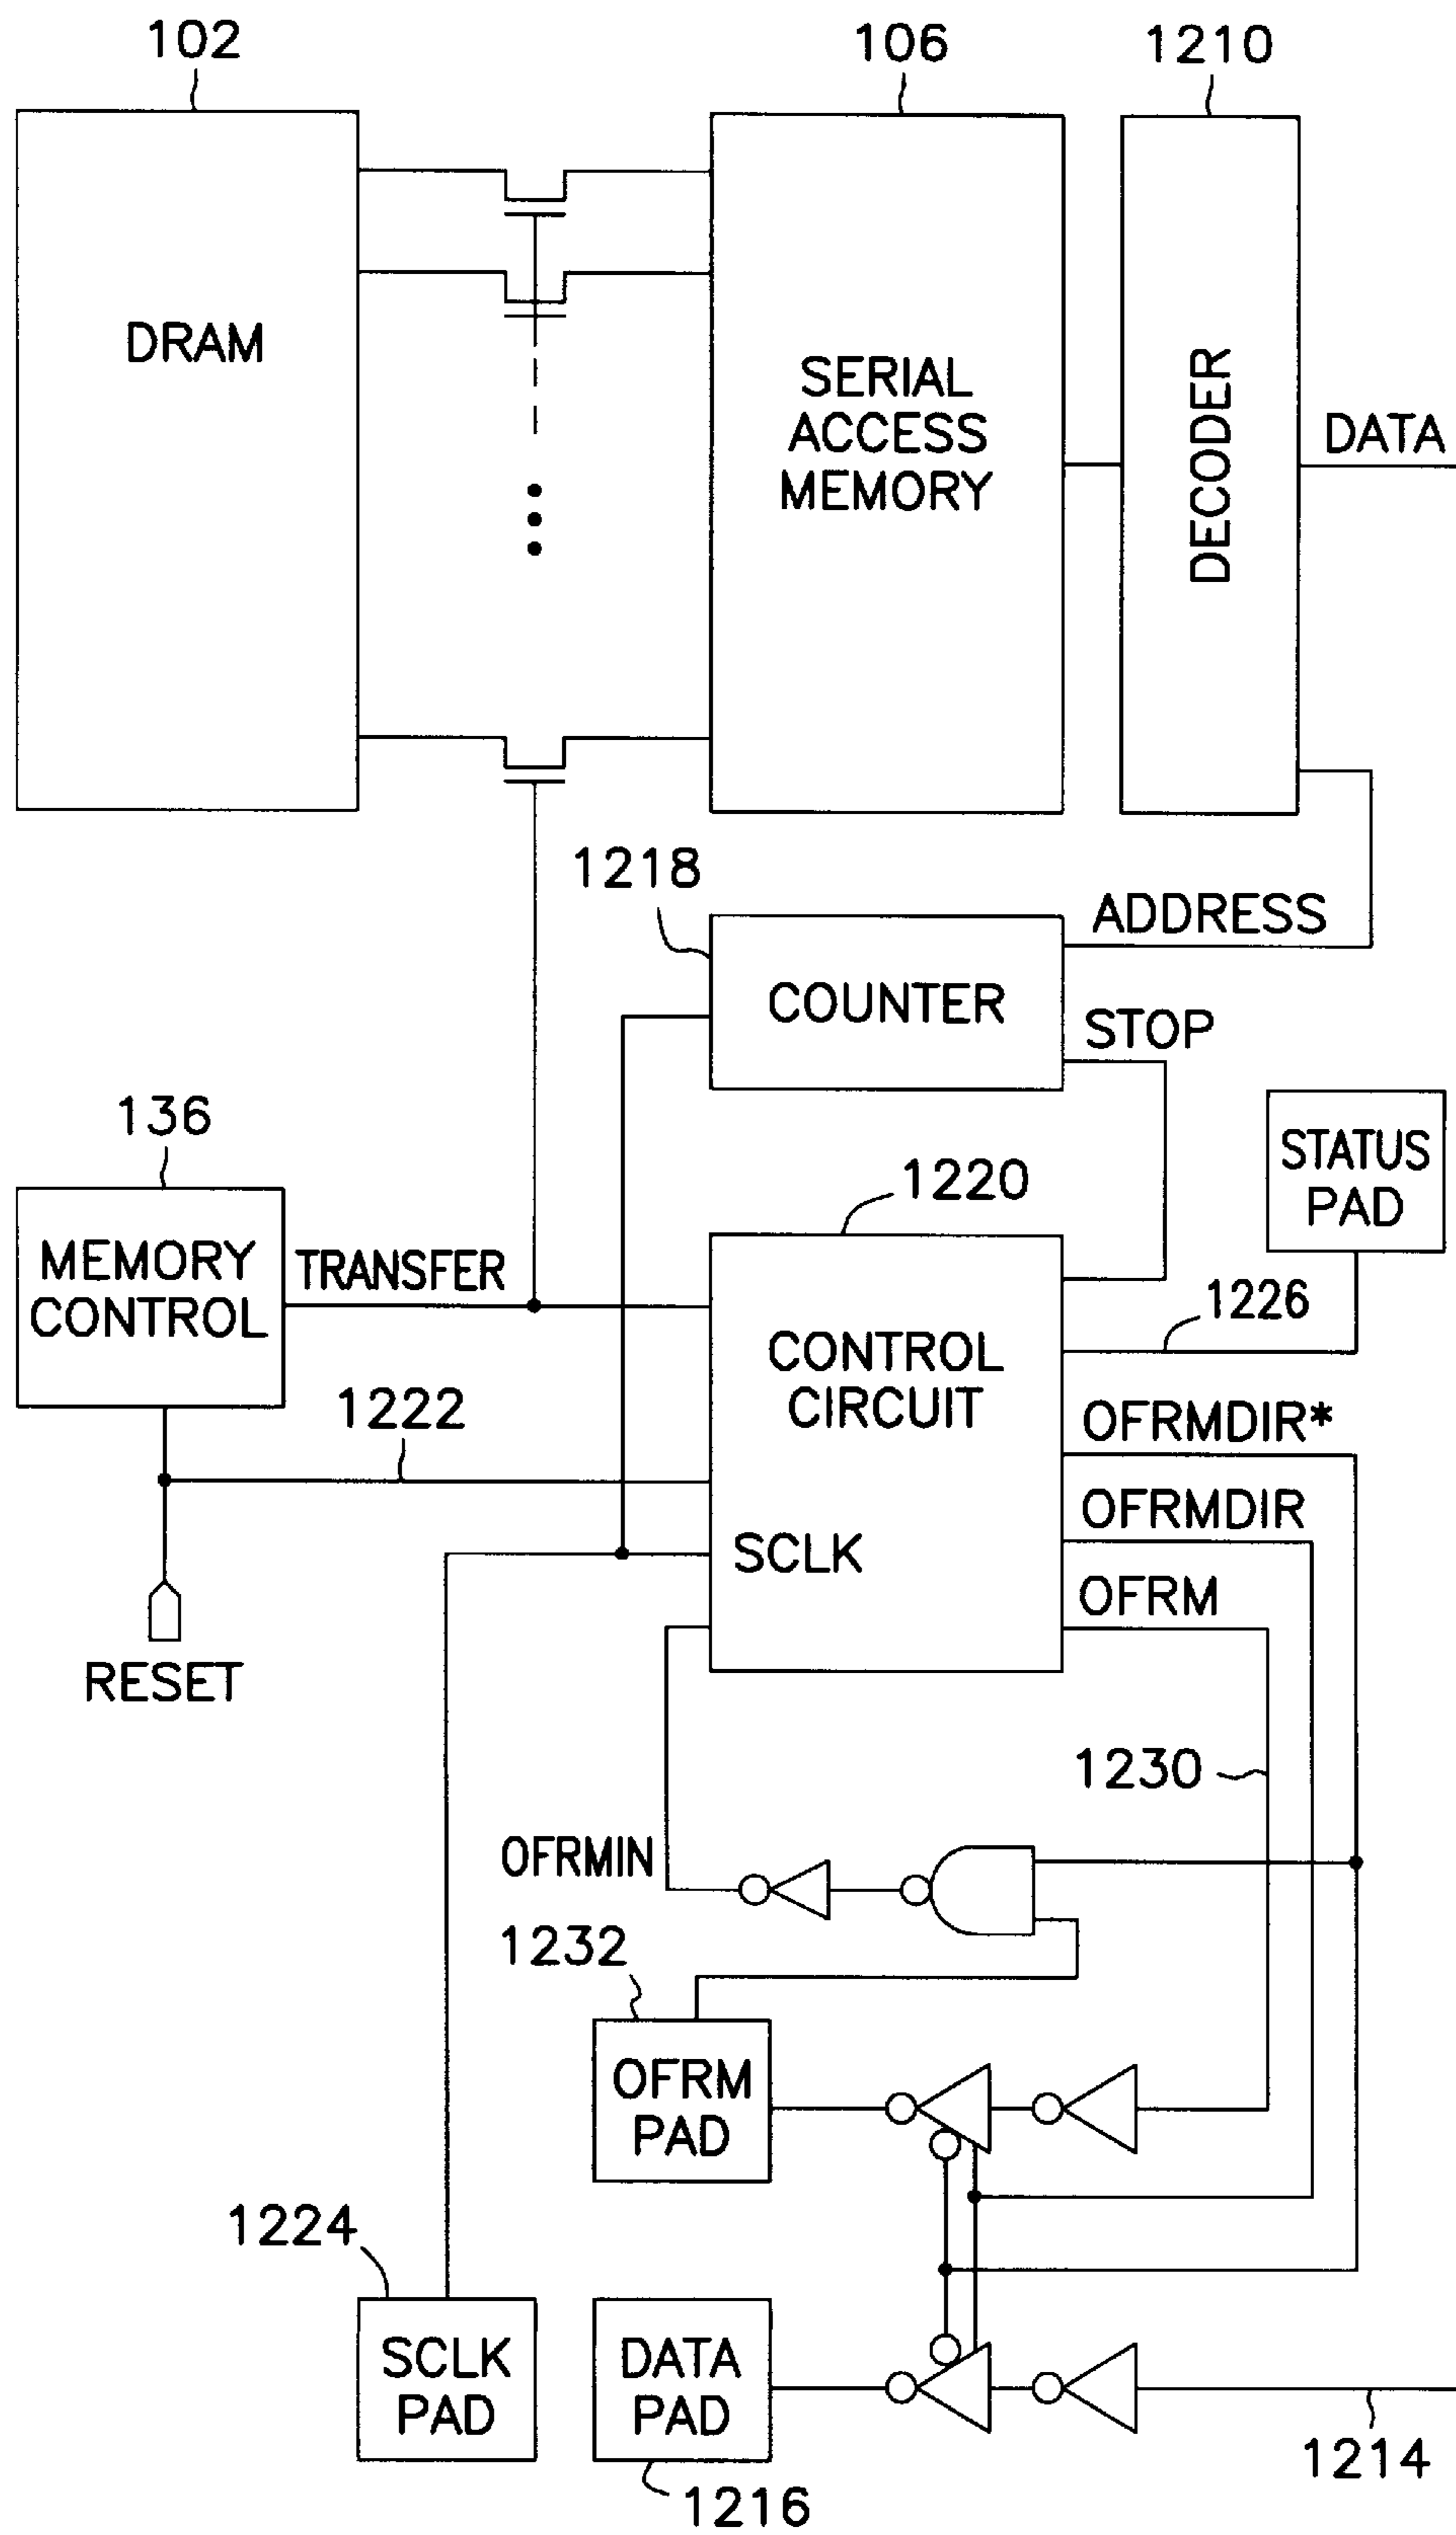 102
106
1210
DRAM
SERIAL
ACCESS
MEMORY
DECODER
DATA
1218
ADDRESS
COUNTER
STOP
136
STATUS
PAD
1220
MEMORY
CONTROL
TRANSFER
1226
CONTROL
CIRCUIT
1222
OFRMDIR*
OFRMDIR
SCLK
OFRM
RESET
1230
OFRMIN
1232
OFRM
PAD
1224
SCLK
PAD
DATA
PAD
1214
1216